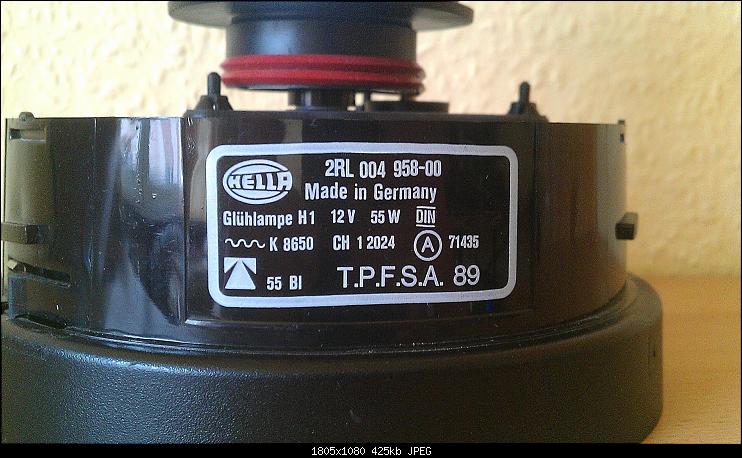 HELLA
2RL 004 958-00
Made in Germany
Glühlampe H1 12 V 55 W DIN
K 8650 CH 1 2024 A 71435
55 BI T.P.F.S.A. 89
1805x1080 425kb JPEG